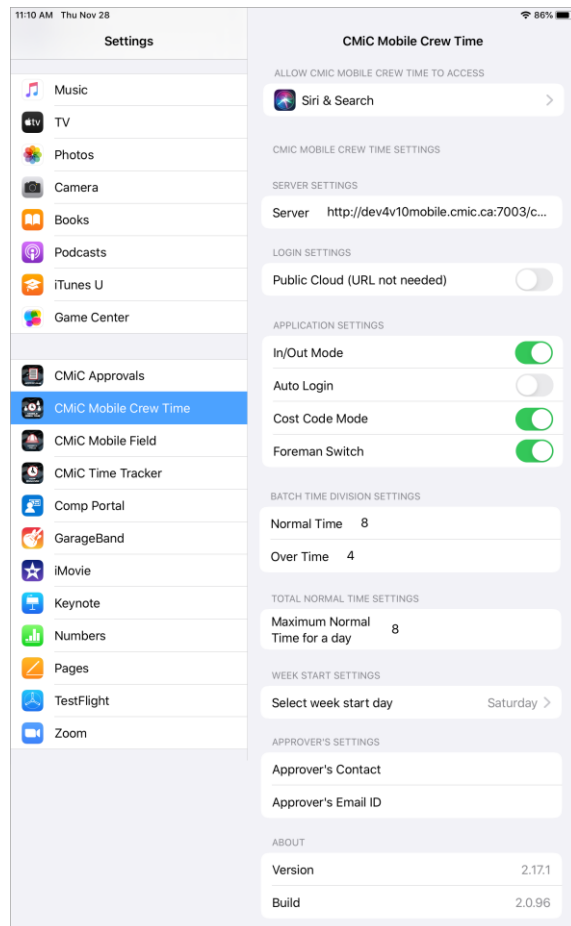 11:10 AM Thu Nov 28
86%
Settings
Music
tv
TV
Photos
Camera
Books
Podcasts
iTunes U
Game Center
CMiC Approvals
CMiC Mobile Crew Time
CMiC Mobile Field
CMiC Time Tracker
Comp Portal
GarageBand
iMovie
Keynote
Numbers
Pages
TestFlight
Zoom
CMiC Mobile Crew Time
ALLOW CMIC MOBILE CREW TIME TO ACCESS
Siri & Search
CMIC MOBILE CREW TIME SETTINGS
SERVER SETTINGS
Server http://dev4v10mobile.cmic.ca:7003/c...
LOGIN SETTINGS
Public Cloud (URL not needed)
APPLICATION SETTINGS
In/Out Mode
Auto Login
Cost Code Mode
Foreman Switch
BATCH TIME DIVISION SETTINGS
Normal Time 8
Over Time 4
TOTAL NORMAL TIME SETTINGS
Maximum Normal
Time for a day 8
WEEK START SETTINGS
Select week start day Saturday
APPROVER'S SETTINGS
Approver's Contact
Approver's Email ID
ABOUT
Version 2.17.1
Build 2.0.96